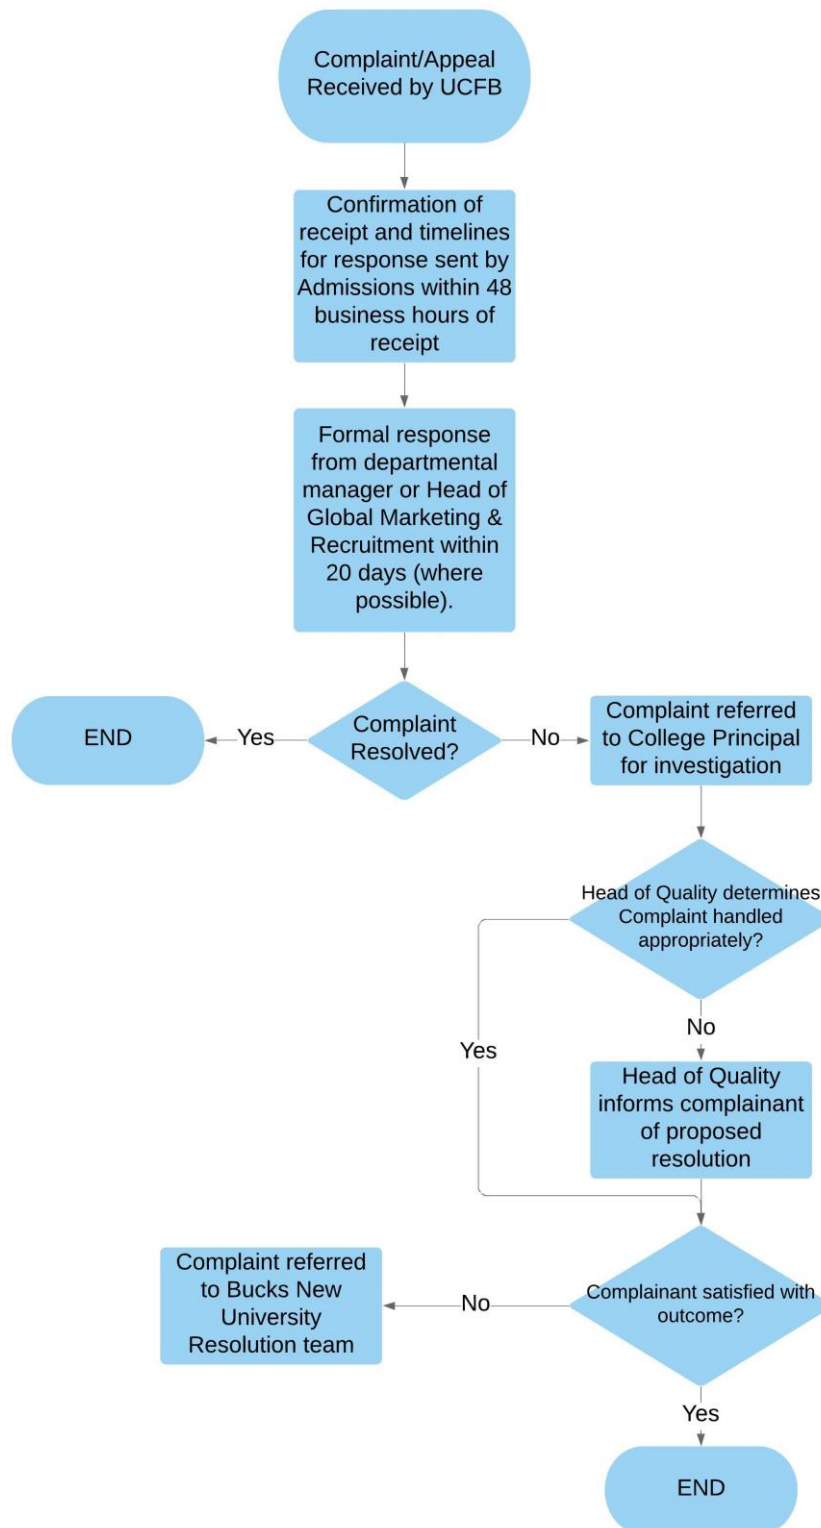 Complaint/Appeal
Received by UCFB
Confirmation of
receipt and timelines
for response sent by
Admissions within 48
business hours of
receipt
Formal response
from departmental
manager or Head of
Global Marketing &
Recruitment within
20 days (where
possible).
END
Yes
Complaint
Resolved?
No
Complaint referred
to College Principal
for investigation
Head of Quality determines
Complaint handled
appropriately?
No
Yes
Head of Quality
informs complainant
of proposed
resolution
Complaint referred
to Bucks New
University
Resolution team
No
Complainant satisfied with
outcome?
Yes
END